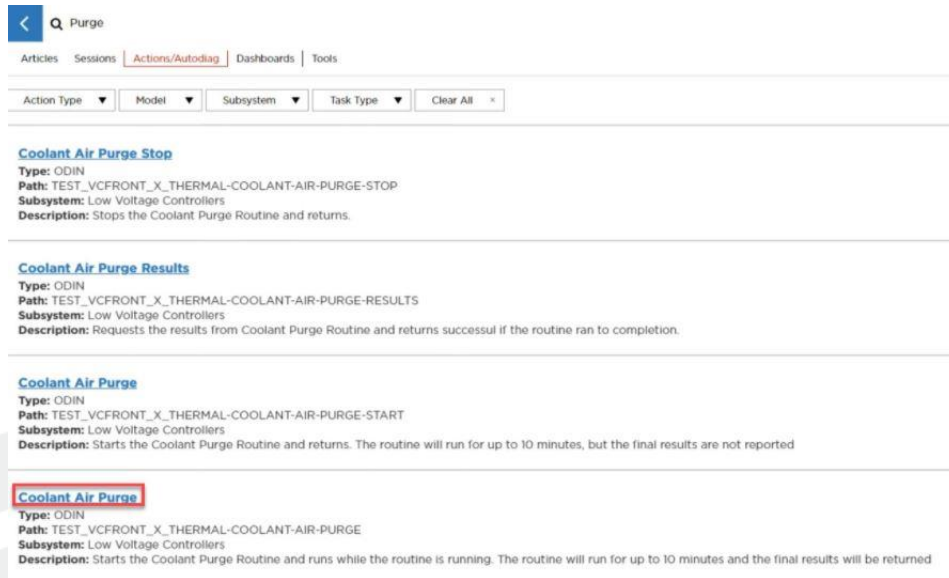 Purge
Articles Sessions Actions/Autodiag Dashboards Tools
Action Type ▼ Model ▼ Subsystem ▼ Task Type ▼ Clear All ×
Coolant Air Purge Stop
Type: ODIN
Path: TEST_VCFRONT_X_THERMAL-COOLANT-AIR-PURGE-STOP
Subsystem: Low Voltage Controllers
Description: Stops the Coolant Purge Routine and returns.
Coolant Air Purge Results
Type: ODIN
Path: TEST_VCFRONT_X_THERMAL-COOLANT-AIR-PURGE-RESULTS
Subsystem: Low Voltage Controllers
Description: Requests the results from Coolant Purge Routine and returns successul if the routine ran to completion.
Coolant Air Purge
Type: ODIN
Path: TEST_VCFRONT_X_THERMAL-COOLANT-AIR-PURGE-START
Subsystem: Low Voltage Controllers
Description: Starts the Coolant Purge Routine and returns. The routine will run for up to 10 minutes, but the final results are not reported
Coolant Air Purge
Type: ODIN
Path: TEST_VCFRONT_X_THERMAL-COOLANT-AIR-PURGE
Subsystem: Low Voltage Controllers
Description: Starts the Coolant Purge Routine and runs while the routine is running. The routine will run for up to 10 minutes and the final results will be returned